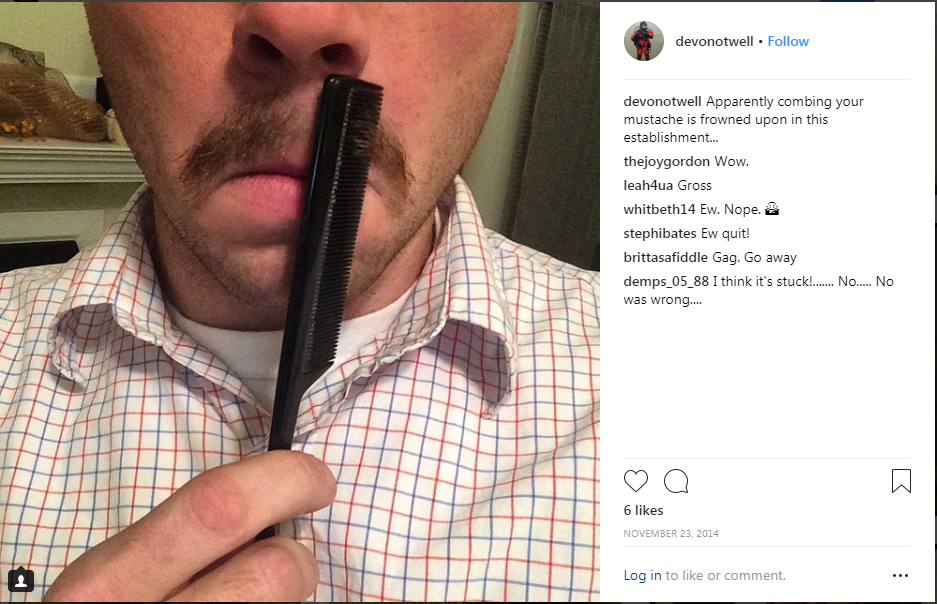 devonotwell • Follow
devonotwell Apparently combing your
mustache is frowned upon in this
establishment...
thejoygordon Wow.
leah4ua Gross
whitbeth14 Ew. Nope. 🙅
stephibates Ew quit!
brittasafiddle Gag. Go away
demps_05_88 I think it's stuck!....... No..... No
was wrong....
6 likes
NOVEMBER 23, 2014
Log in to like or comment.